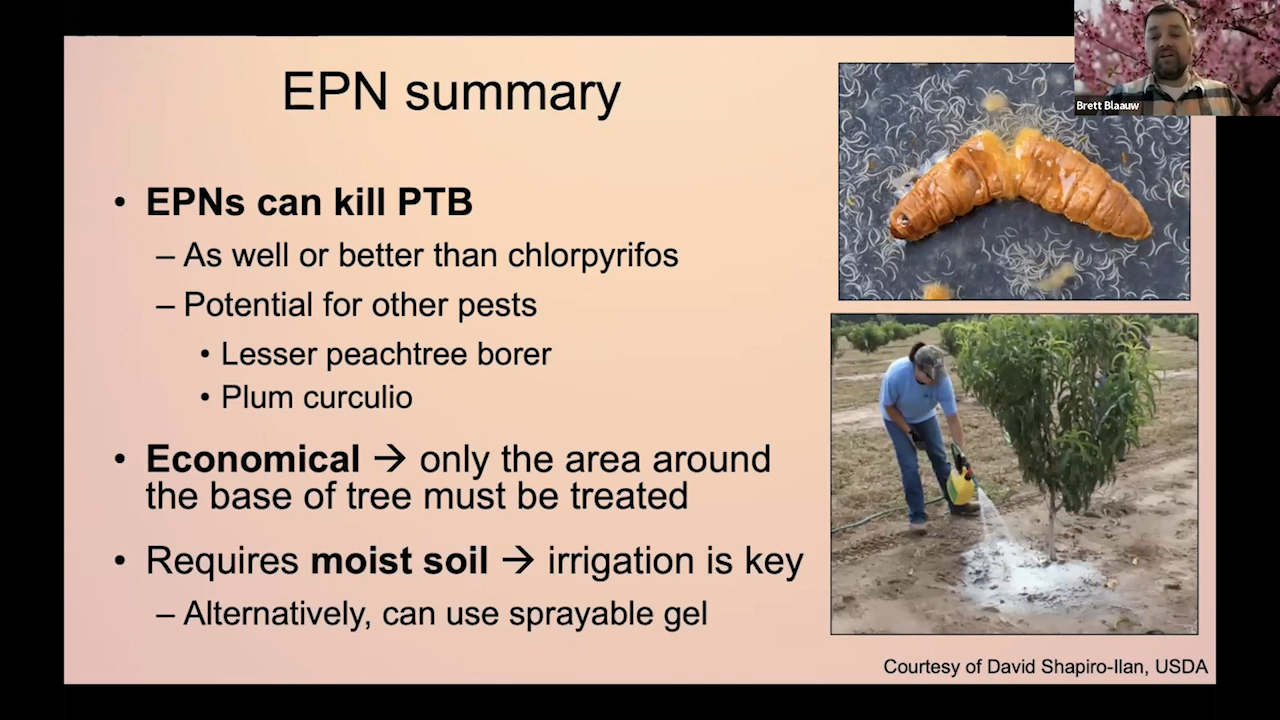 EPN summary
Brett Blaauw
• EPNs can kill PTB
– As well or better than chlorpyrifos
– Potential for other pests
• Lesser peachtree borer
• Plum curculio
• Economical → only the area around
the base of tree must be treated
• Requires moist soil → irrigation is key
– Alternatively, can use sprayable gel
Courtesy of David Shapiro-Ilan, USDA